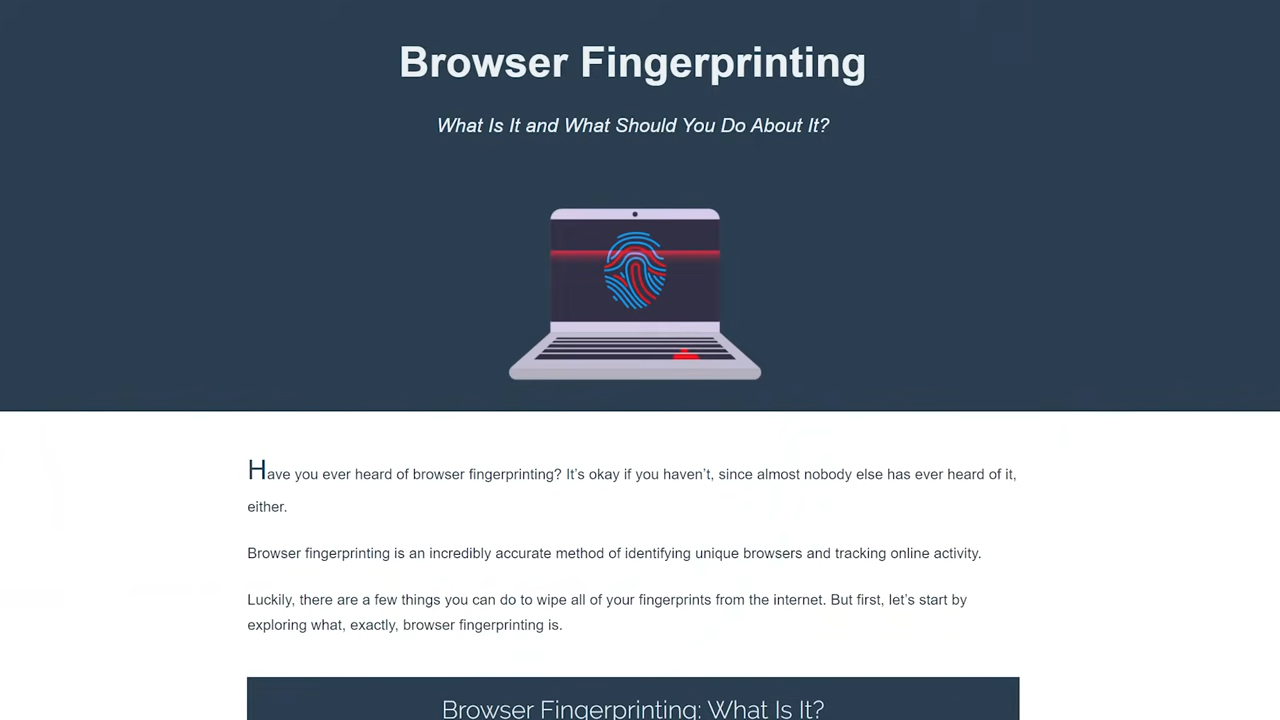 Browser Fingerprinting
What Is It and What Should You Do About It?
Have you ever heard of browser fingerprinting? It’s okay if you haven’t, since almost nobody else has ever heard of it,
either.
Browser fingerprinting is an incredibly accurate method of identifying unique browsers and tracking online activity.
Luckily, there are a few things you can do to wipe all of your fingerprints from the internet. But first, let’s start by
exploring what, exactly, browser fingerprinting is.
Browser Fingerprinting: What Is It?